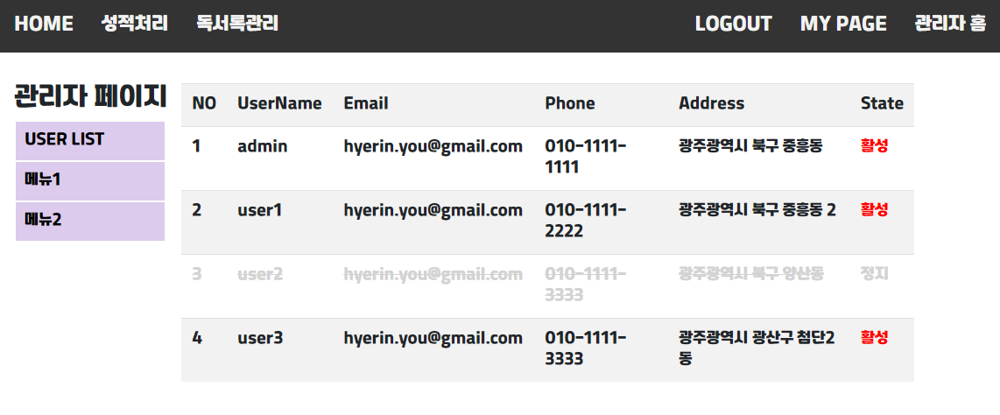 HOME 성적처리 독서록관리 LOGOUT MY PAGE 관리자 홈
관리자 페이지
USER LIST
메뉴1
메뉴2
NO UserName Email Phone Address State
1 admin hyerin.you@gmail.com 010-1111- 광주광역시 북구 중흥동 활성
1111
2 user1 hyerin.you@gmail.com 010-1111- 광주광역시 북구 중흥동 2 활성
2222
3 user2 hyerin.you@gmail.com 010-1111- 광주광역시 북구 양산동 정지
3333
4 user3 hyerin.you@gmail.com 010-1111- 광주광역시 광산구 첨단2 활성
3333 동